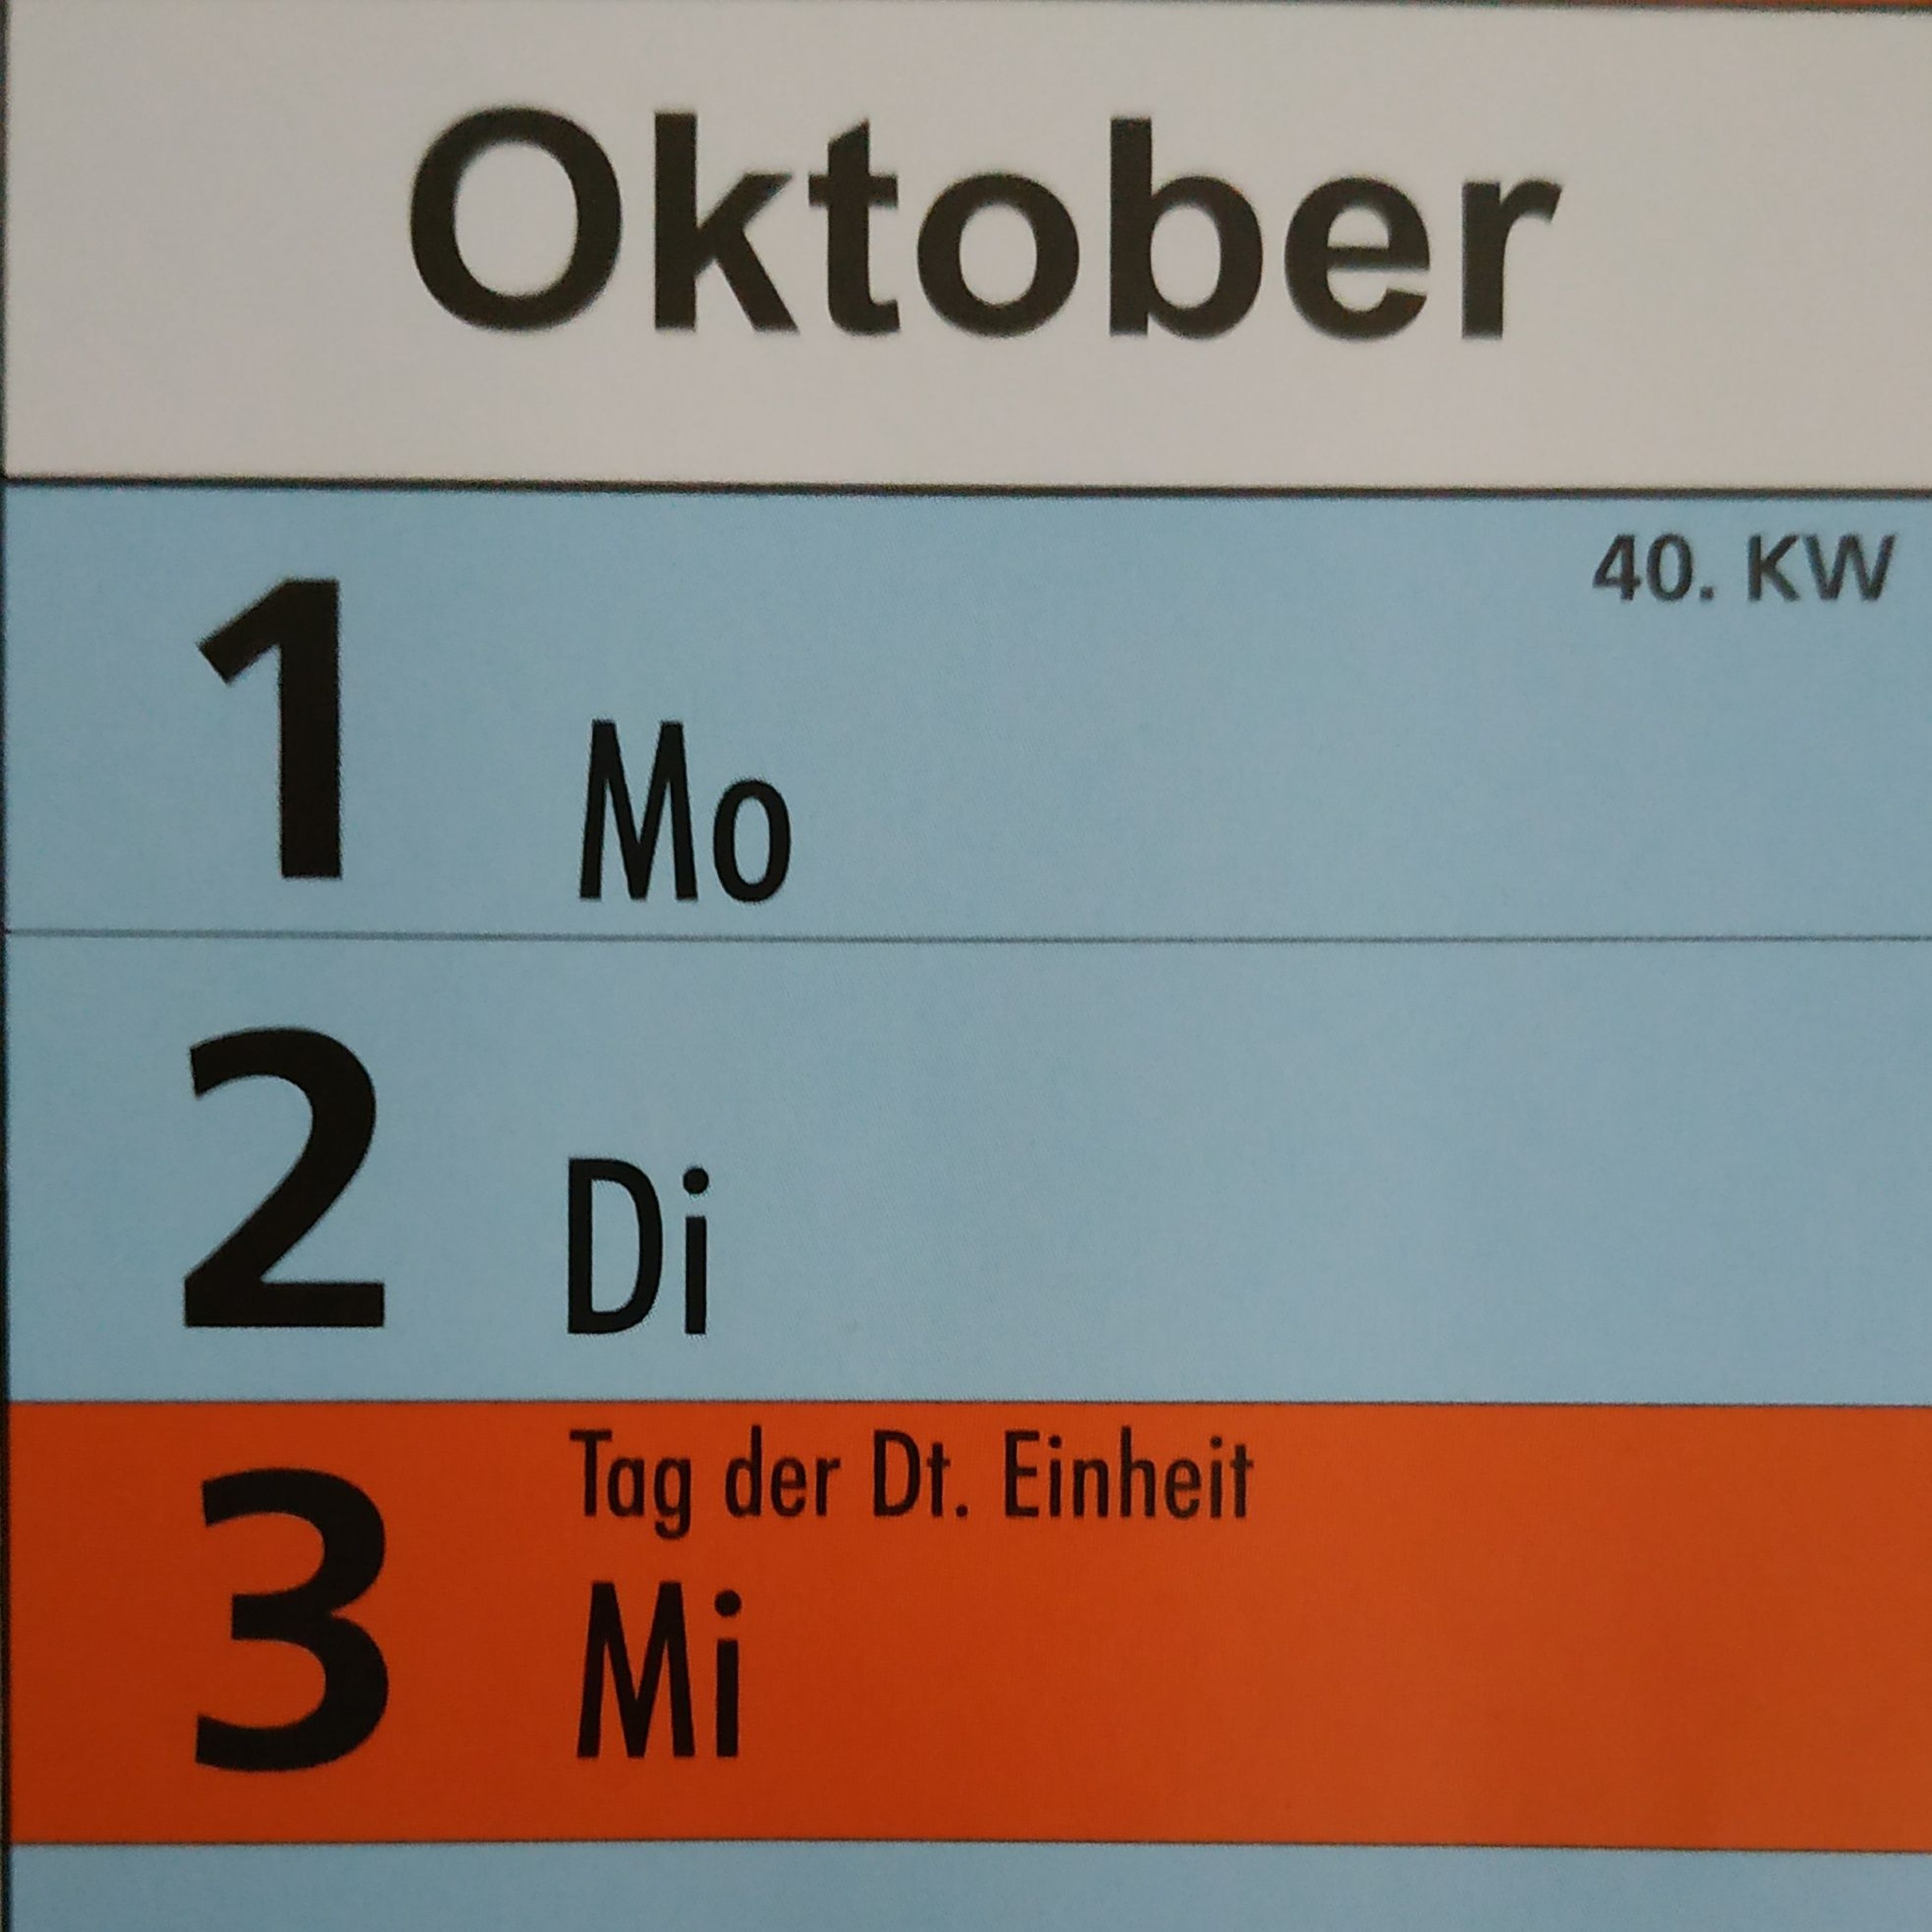 Oktober
40. KW
1 Mo
2 Di
Tag der Dt. Einheit
3 Mi